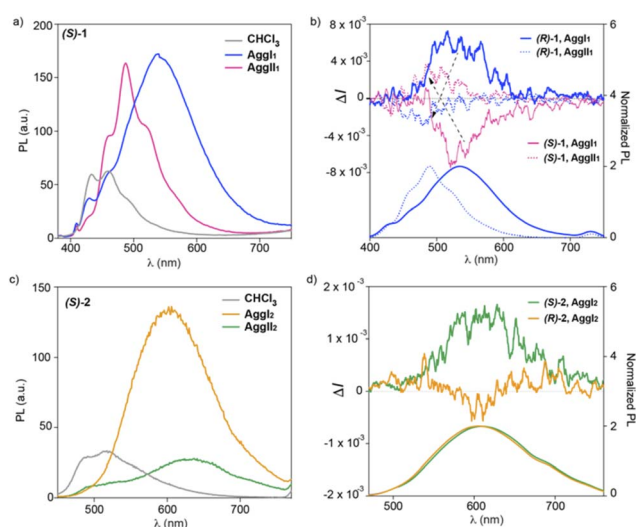 a)
(S)-1
CHCl3
AggI1
AggII1
PL (a.u.)
200
150
100
50
0
400
500
600
700
λ (nm)
b)
(R)-1, AggI1
(R)-1, AggII1
(S)-1, AggI1
(S)-1, AggII1
ΔI
8 x 10⁻³
4 x 10⁻³
0
-4 x 10⁻³
-8 x 10⁻³
Normalized PL
6
4
2
0
400
500
600
700
λ (nm)
c)
(S)-2
CHCl3
AggI2
AggII2
PL (a.u.)
150
100
50
0
500
600
700
λ (nm)
d)
(S)-2, AggI2
(R)-2, AggI2
ΔI
2 x 10⁻³
1 x 10⁻³
0
-1 x 10⁻³
-2 x 10⁻³
Normalized PL
6
4
2
0
500
600
700
λ (nm)